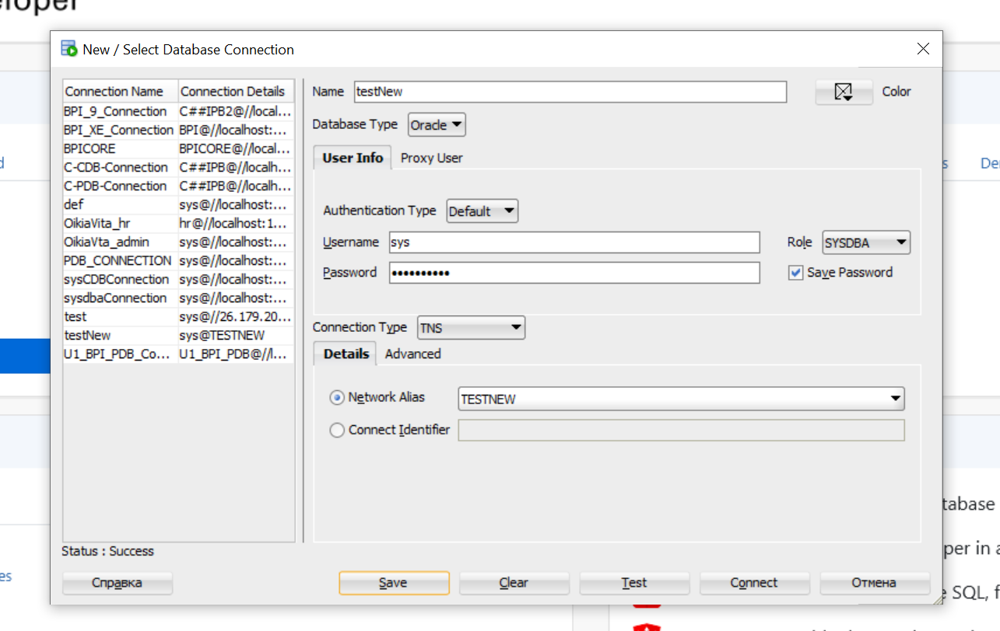 eloper
New / Select Database Connection
Connection Name Connection Details
BPI_9_Connection C##IPB2@//local...
BPI_XE_Connection BPI@//localhost:...
BPICORE BPICORE@//local...
C-CDB-Connection C##IPB@//localh...
C-PDB-Connection C##IPB@//localh...
def sys@//localhost:...
OikiaVita_hr hr@//localhost:1...
OikiaVta_admin sys@//localhost:...
PDB_CONNECTION sys@//localhost:...
sysCDBConnection sys@//localhost:...
sysdbaConnection sys@//localhost:...
test sys@//26.179.20...
testNew sys@TESTNEW
U1_BPI_PDB_Co... U1_BPI_PDB@//l...
Name testNew Color
Database Type Oracle
User Info Proxy User
Authentication Type Default
Username sys Role SYSDBA
Password •••••••••• Save Password
Connection Type TNS
Details Advanced
Network Alias TESTNEW
Connect Identifier
Status : Success
Справка Save Clear Test Connect Отмена
d
es
s De
tabase
per in a
e SQL, f